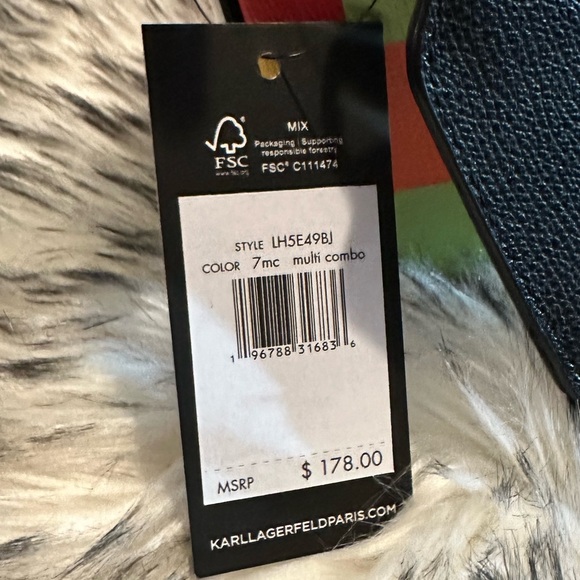 MIX
Packaging | Supporting
responsible forestry
FSC® C111474
FSC
www.fsc.org
STYLE LH5E49BJ
COLOR 7mc multi combo
1 96788 31683 6
MSRP $ 178.00
KARLLAGERFELDPARIS.COM